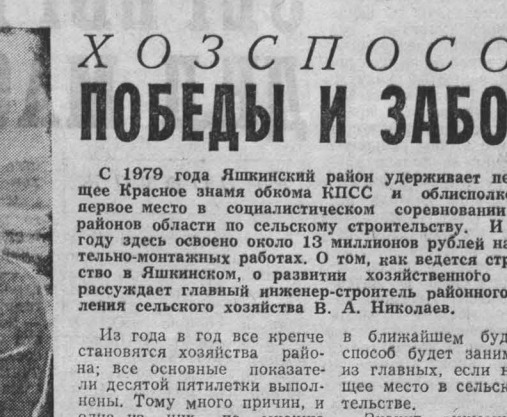 ХОЗСПОСО
ПОБЕДЫ И ЗАБО
С 1979 года Яшкинский район удерживает пе
щее Красное знамя обкома КПСС и облисполк
первое место в социалистическом соревновании
районов области по сельскому строительству. И
году здесь освоено около 13 миллионов рублей на
тельно-монтажных работах. О том, как ведется стр
ство в Яшкинском, о развитии хозяйственного
рассуждает главный инженер-строитель районного
ления сельского хозяйства В. А. Николаев.
Из года в год все крепче
становятся хозяйства райо-
на; все основные показате-
ли десятой пятилетки выпол-
нены. Тому много причин, и
в ближайшем буд
способ будет заним
из главных, если н
щее место в сельск
тельстве.